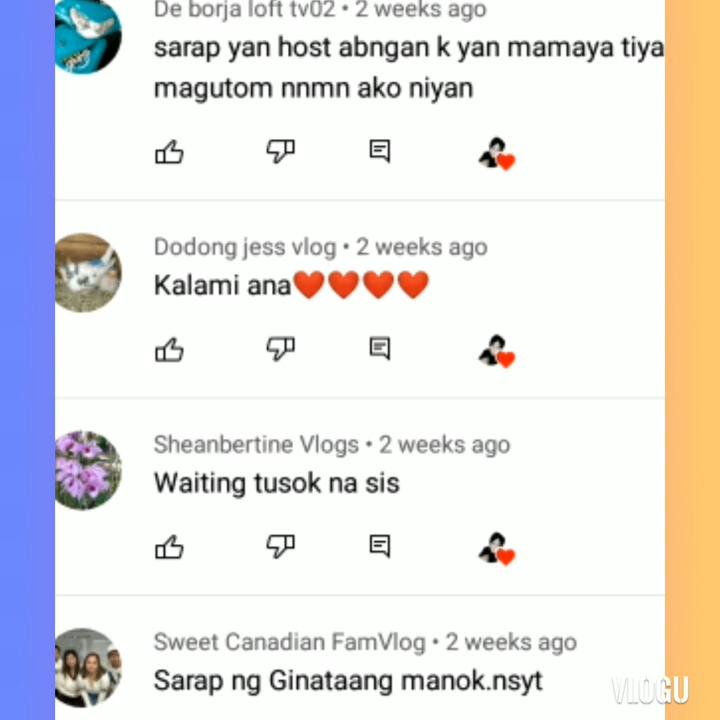 De borja loft tv02 • 2 weeks ago
sarap yan host abngan k yan mamaya tiya
magutom nnmn ako niyan
Dodong jess vlog • 2 weeks ago
Kalami ana❤️❤️❤️❤️
Sheanbertine Vlogs • 2 weeks ago
Waiting tusok na sis
Sweet Canadian FamVlog • 2 weeks ago
Sarap ng Ginataang manok.nsyt
VLOGU